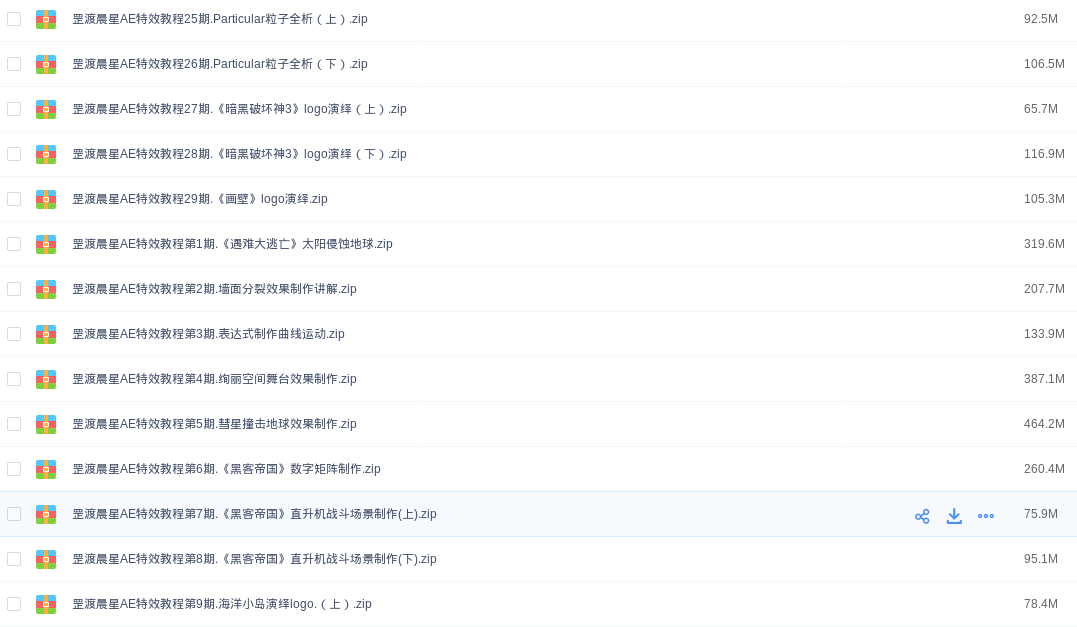 罡渡晨星AE特效教程25期.Particular粒子全析（上）.zip 92.5M
罡渡晨星AE特效教程26期.Particular粒子全析（下）.zip 106.5M
罡渡晨星AE特效教程27期.《暗黑破坏神3》logo演绎（上）.zip 65.7M
罡渡晨星AE特效教程28期.《暗黑破坏神3》logo演绎（下）.zip 116.9M
罡渡晨星AE特效教程29期.《画壁》logo演绎.zip 105.3M
罡渡晨星AE特效教程第1期.《遇难大逃亡》太阳侵蚀地球.zip 319.6M
罡渡晨星AE特效教程第2期.墙面分裂效果制作讲解.zip 207.7M
罡渡晨星AE特效教程第3期.表达式制作曲线运动.zip 133.9M
罡渡晨星AE特效教程第4期.绚丽空间舞台效果制作.zip 387.1M
罡渡晨星AE特效教程第5期.彗星撞击地球效果制作.zip 464.2M
罡渡晨星AE特效教程第6期.《黑客帝国》数字矩阵制作.zip 260.4M
罡渡晨星AE特效教程第7期.《黑客帝国》直升机战斗场景制作(上).zip 75.9M
罡渡晨星AE特效教程第8期.《黑客帝国》直升机战斗场景制作(下).zip 95.1M
罡渡晨星AE特效教程第9期.海洋小岛演绎logo.（上）.zip 78.4M